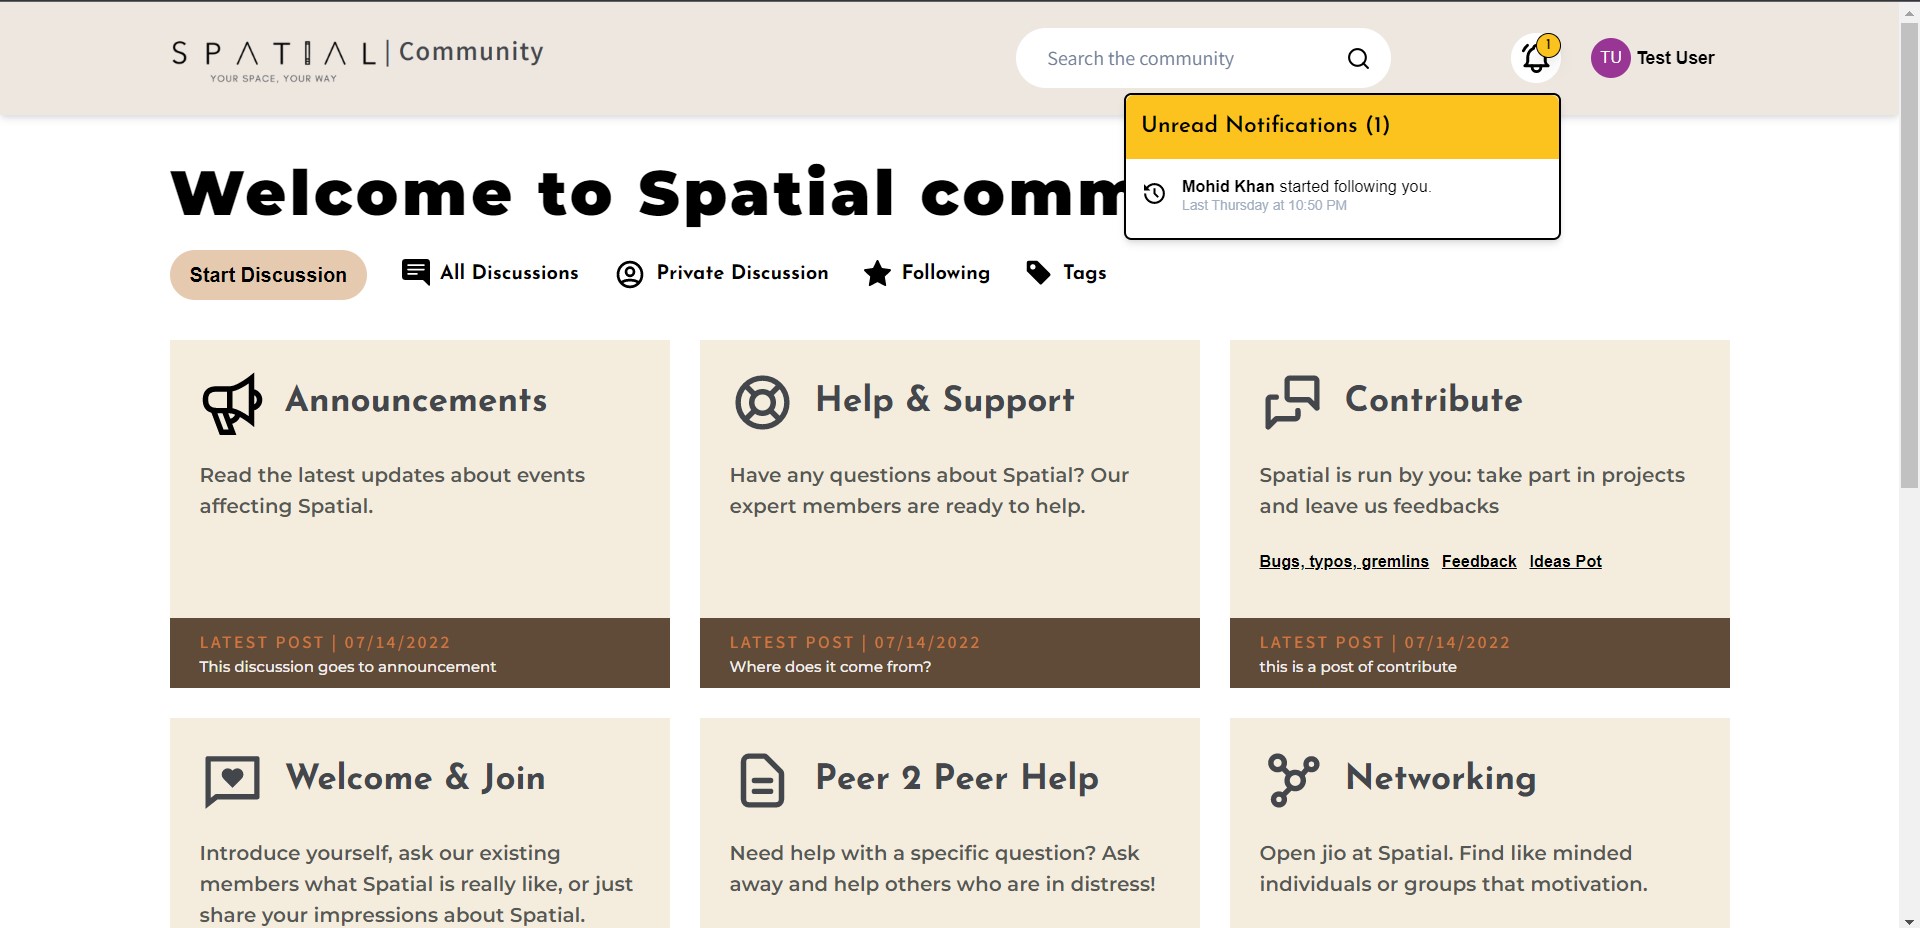 SPATIAL | Community
YOUR SPACE, YOUR WAY
Search the community
1
TU Test User
Unread Notifications (1)
Mohid Khan started following you.
Last Thursday at 10:50 PM
Welcome to Spatial comm
Start Discussion
All Discussions
Private Discussion
Following
Tags
Announcements
Read the latest updates about events
affecting Spatial.
LATEST POST | 07/14/2022
This discussion goes to announcement
Help & Support
Have any questions about Spatial? Our
expert members are ready to help.
LATEST POST | 07/14/2022
Where does it come from?
Contribute
Spatial is run by you: take part in projects
and leave us feedbacks
Bugs, typos, gremlins Feedback Ideas Pot
LATEST POST | 07/14/2022
this is a post of contribute
Welcome & Join
Introduce yourself, ask our existing
members what Spatial is really like, or just
share your impressions about Spatial.
Peer 2 Peer Help
Need help with a specific question? Ask
away and help others who are in distress!
Networking
Open jio at Spatial. Find like minded
individuals or groups that motivation.